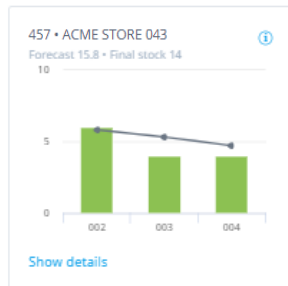 457 • ACME STORE 043
Forecast 15.8 • Final stock 14
10
5
0
002 003 004
Show details